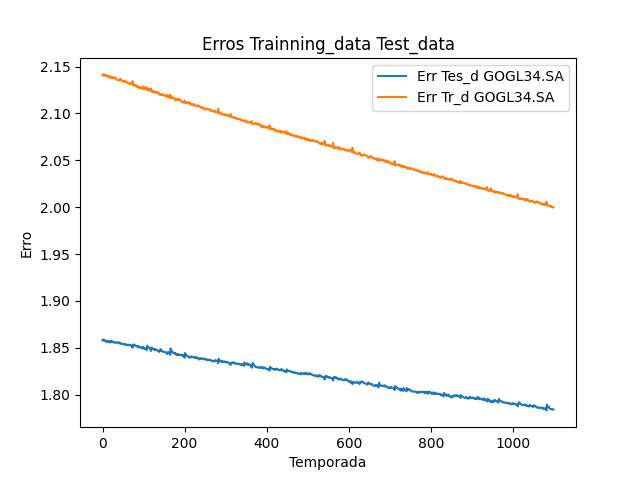 Erros Trainning_data Test_data
Err Tes_d GOGL34.SA
Err Tr_d GOGL34.SA
2.15
2.10
2.05
2.00
1.95
1.90
1.85
1.80
Erro
0 200 400 600 800 1000
Temporada